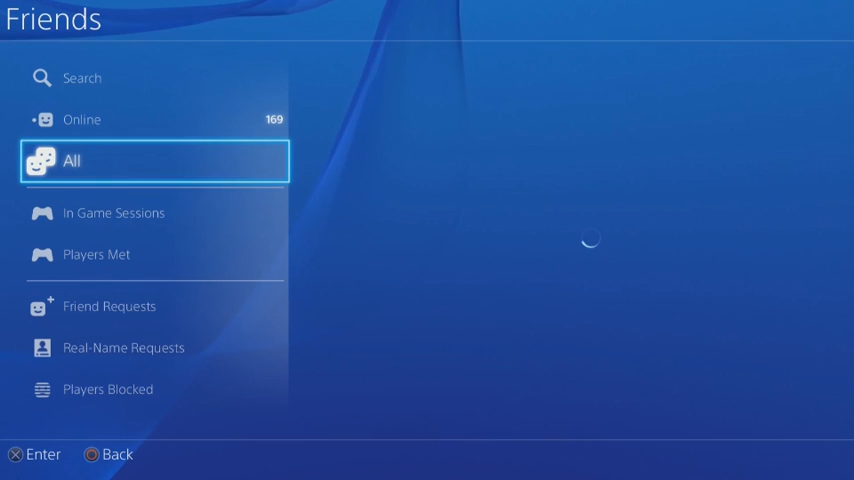 Friends
Search
Online 169
All
In Game Sessions
Players Met
Friend Requests
Real-Name Requests
Players Blocked
Enter Back